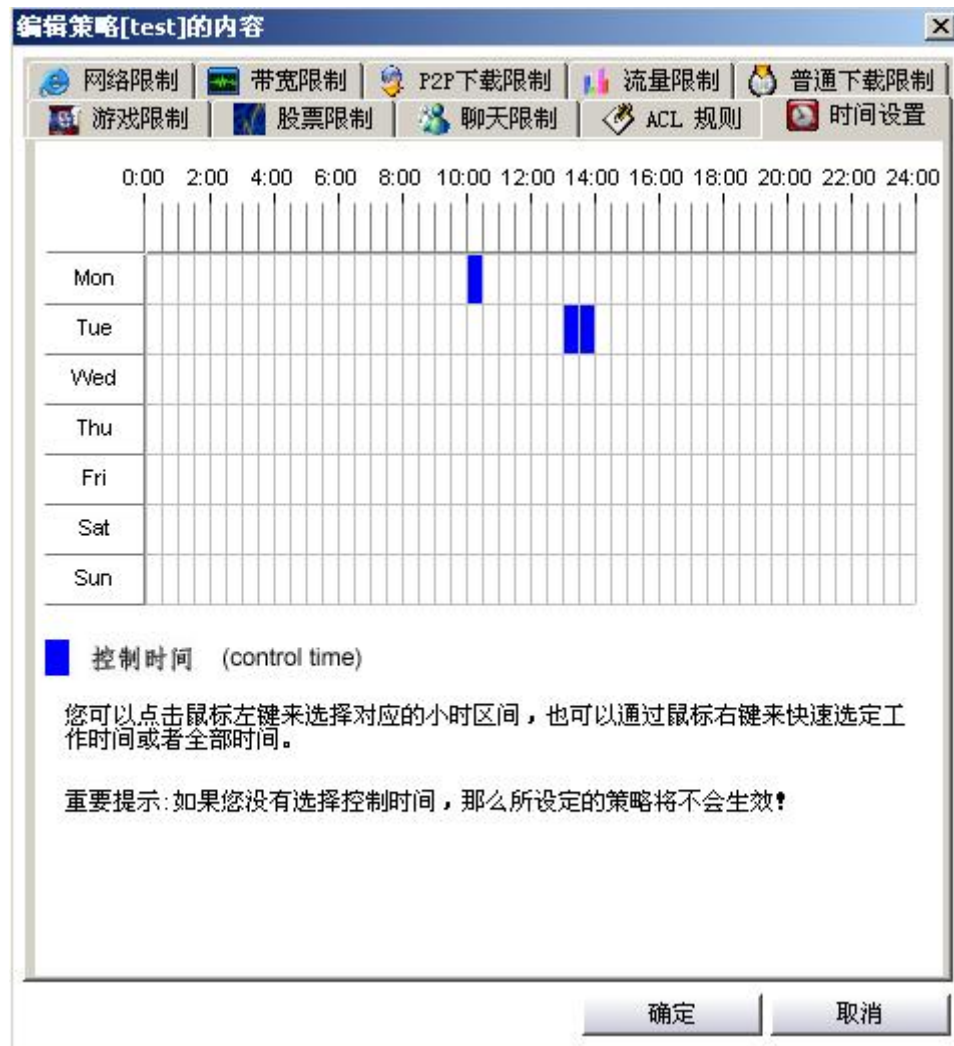 编辑策略[test]的内容
网络限制 带宽限制 P2P下载限制 流量限制 普通下载限制
游戏限制 股票限制 聊天限制 ACL 规则 时间设置
0:00 2:00 4:00 6:00 8:00 10:00 12:00 14:00 16:00 18:00 20:00 22:00 24:00
Mon
Tue
Wed
Thu
Fri
Sat
Sun
控制时间 (control time)
您可以点击鼠标左键来选择对应的小时区间，也可以通过鼠标右键来快速选定工
作时间或者全部时间。
重要提示:如果您没有选择控制时间，那么所设定的策略将不会生效!
确定 取消